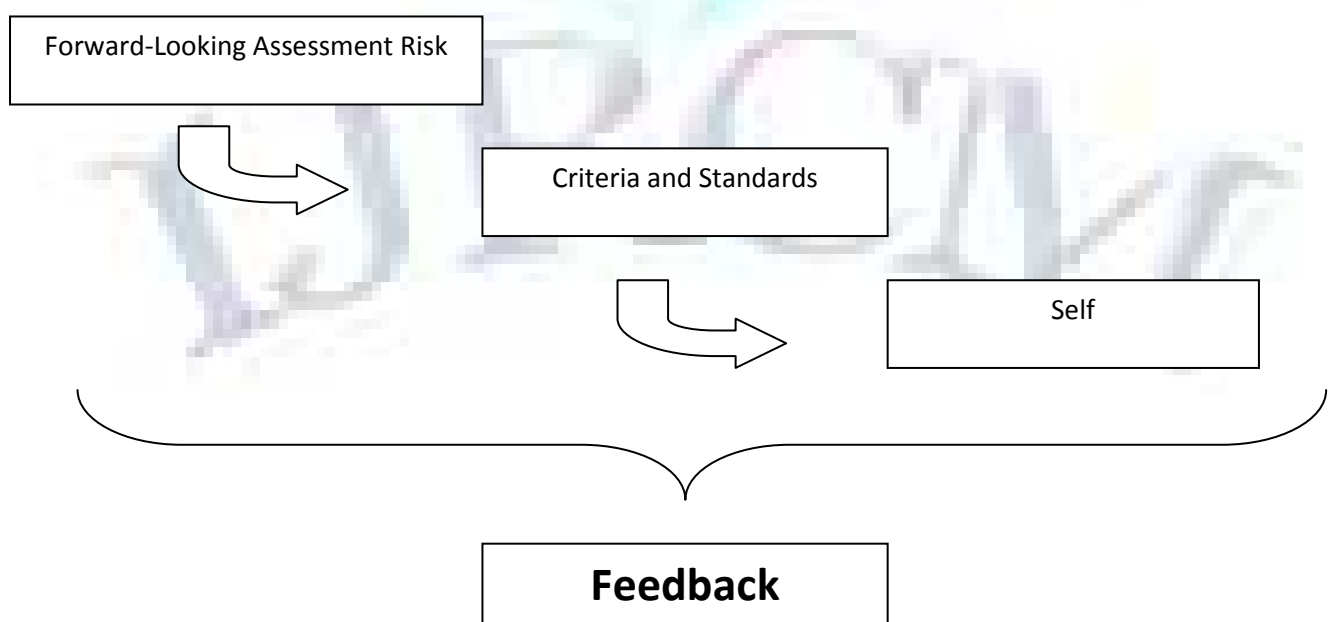 Forward-Looking Assessment Risk
Criteria and Standards
Self
Feedback